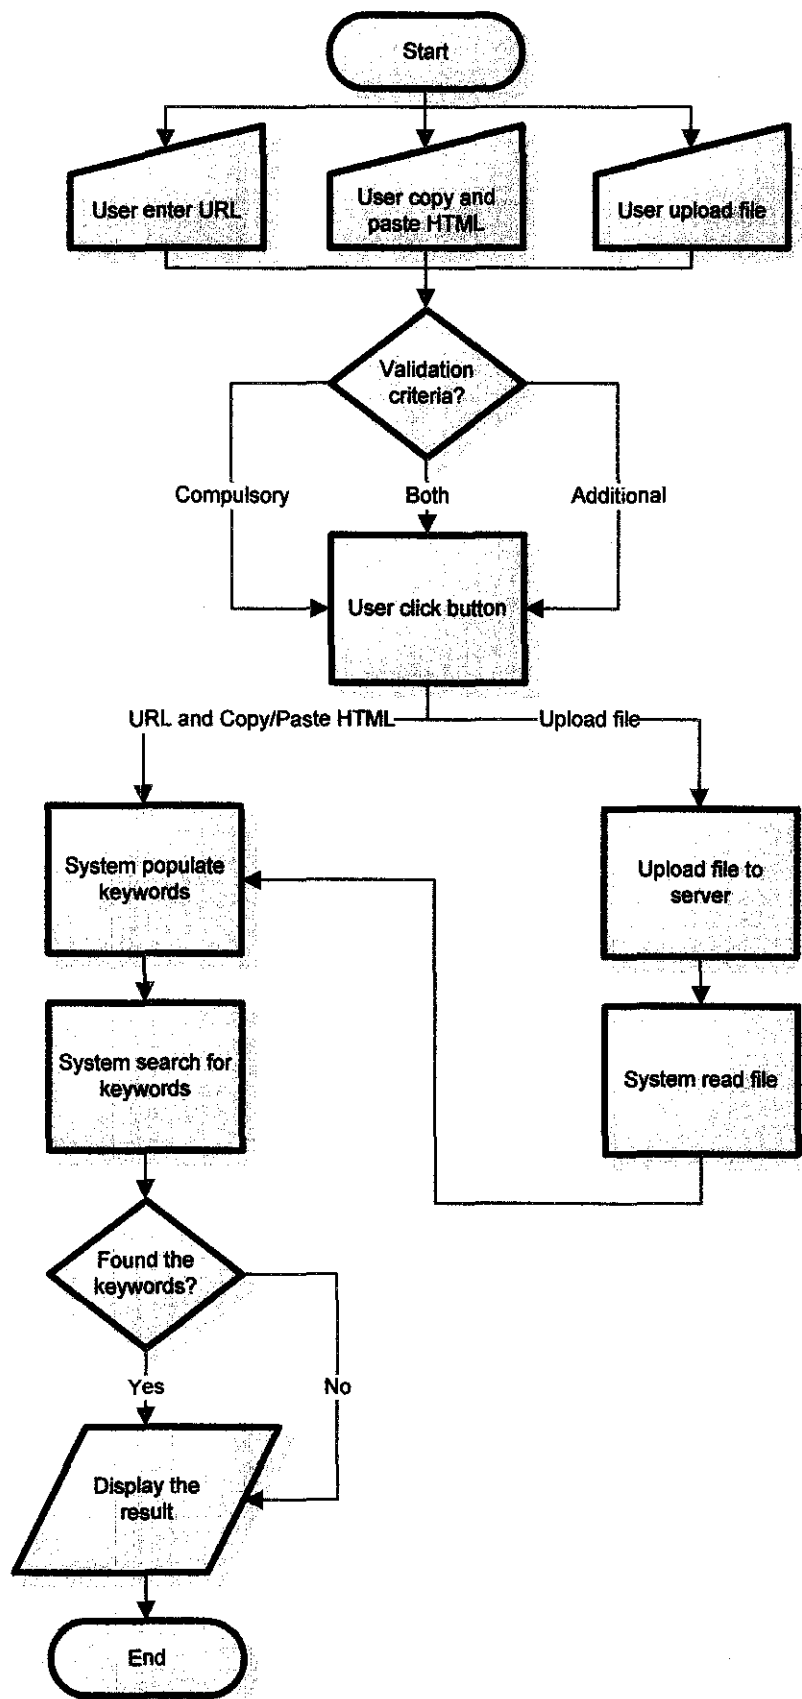 Start
User enter URL
User copy and
paste HTML
User upload file
Validation
criteria?
Compulsory
Both
Additional
User click button
URL and Copy/Paste HTML
Upload file
System populate
keywords
Upload file to
server
System search for
keywords
System read file
Found the
keywords?
Yes
No
Display the
result
End